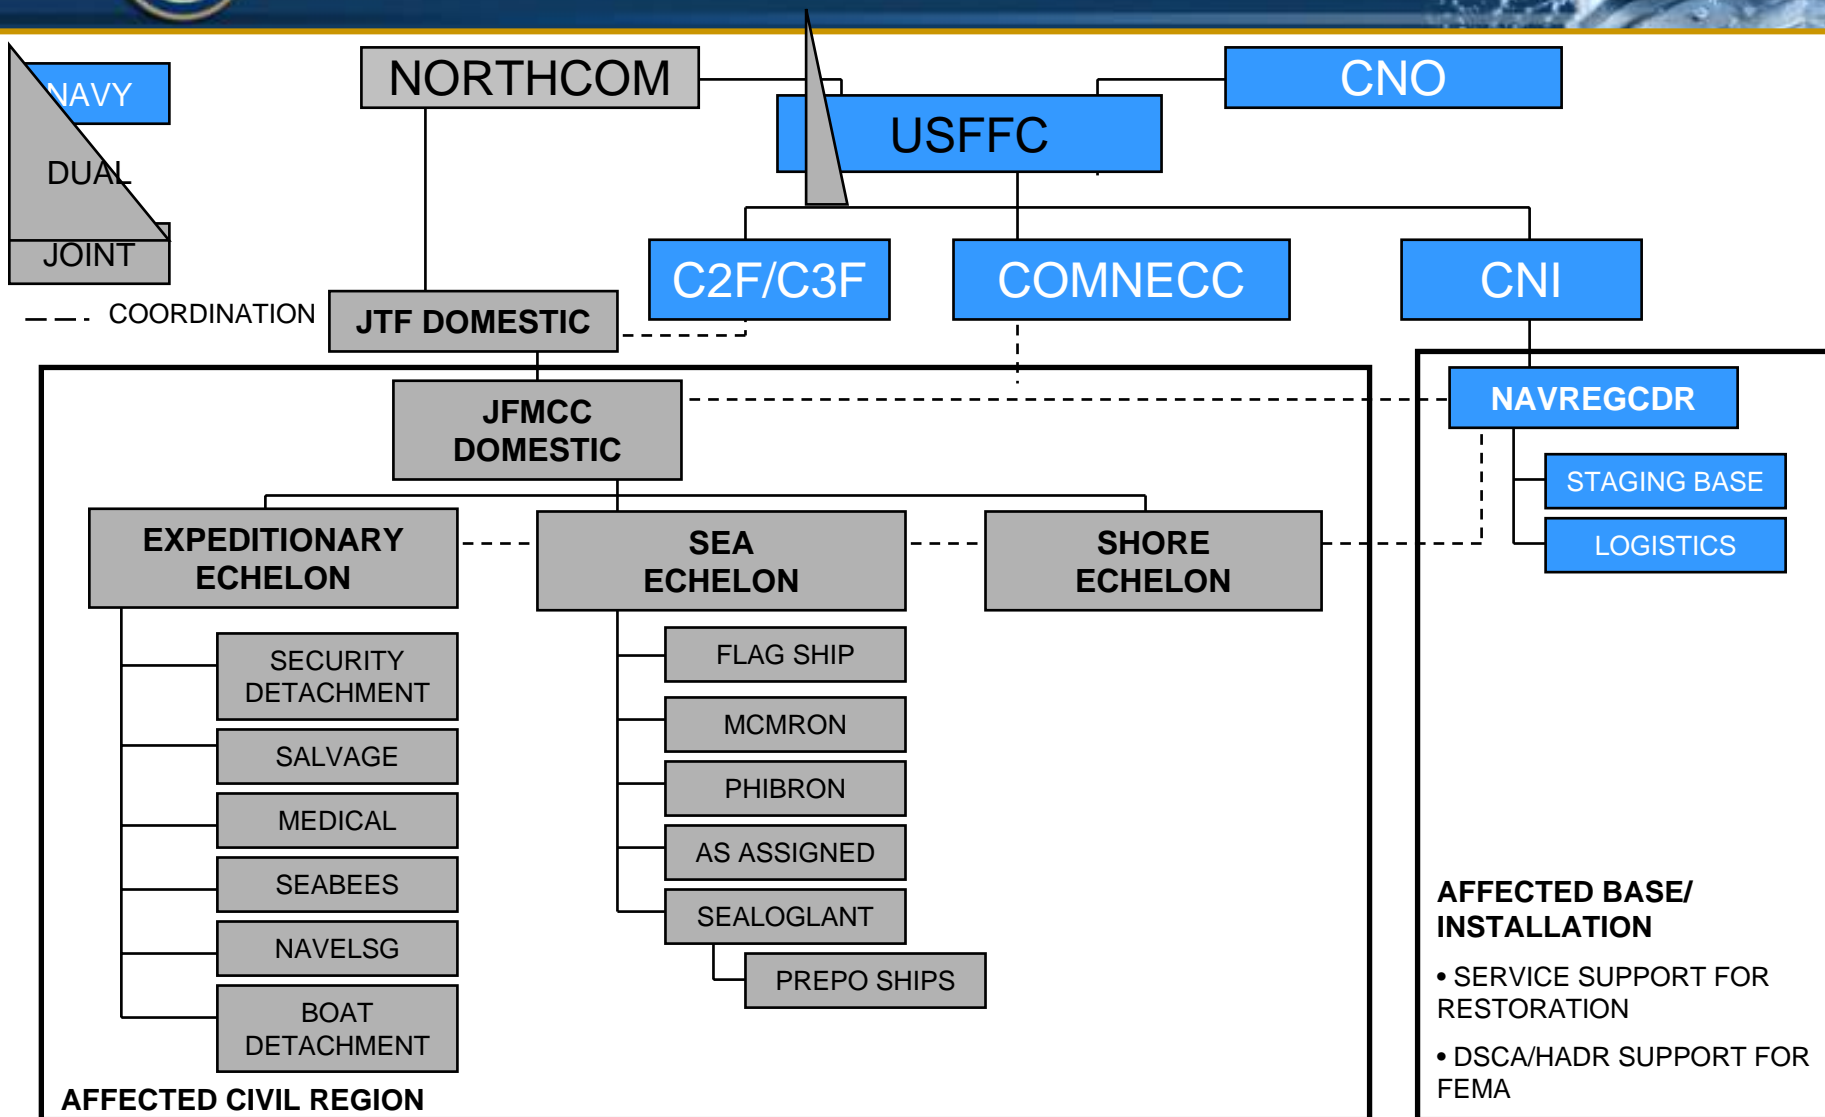 NORTHCOM
CNO
NAVY
USFFC
DUAL
JOINT
C2F/C3F
COMNECC
CNI
COORDINATION
JTF DOMESTIC
JFMCC
DOMESTIC
NAVREGCDR
STAGING BASE
LOGISTICS
EXPEDITIONARY
ECHELON
SEA
ECHELON
SHORE
ECHELON
SECURITY
DETACHMENT
SALVAGE
MEDICAL
SEABEES
NAVELSG
BOAT
DETACHMENT
FLAG SHIP
MCMRON
PHIBRON
AS ASSIGNED
SEALOGLANT
PREPO SHIPS
AFFECTED CIVIL REGION
AFFECTED BASE/
INSTALLATION
• SERVICE SUPPORT FOR
RESTORATION
• DSCA/HADR SUPPORT FOR
FEMA